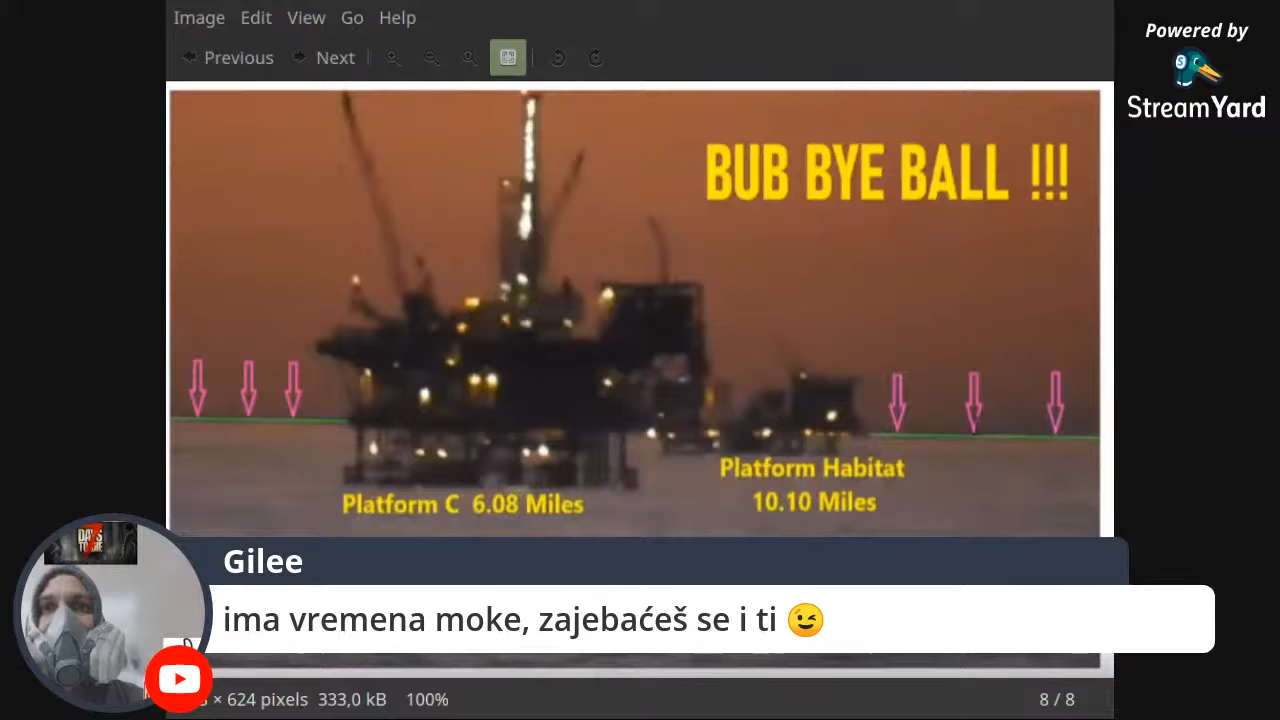 Image Edit View Go Help
Previous Next
Powered by
StreamYard
BUB BYE BALL !!!
Platform C 6.08 Miles
Platform Habitat
10.10 Miles
Gilee
ima vremena moke, zajebaćeš se i ti 😉
× 624 pixels 333,0 kB 100%
8 / 8